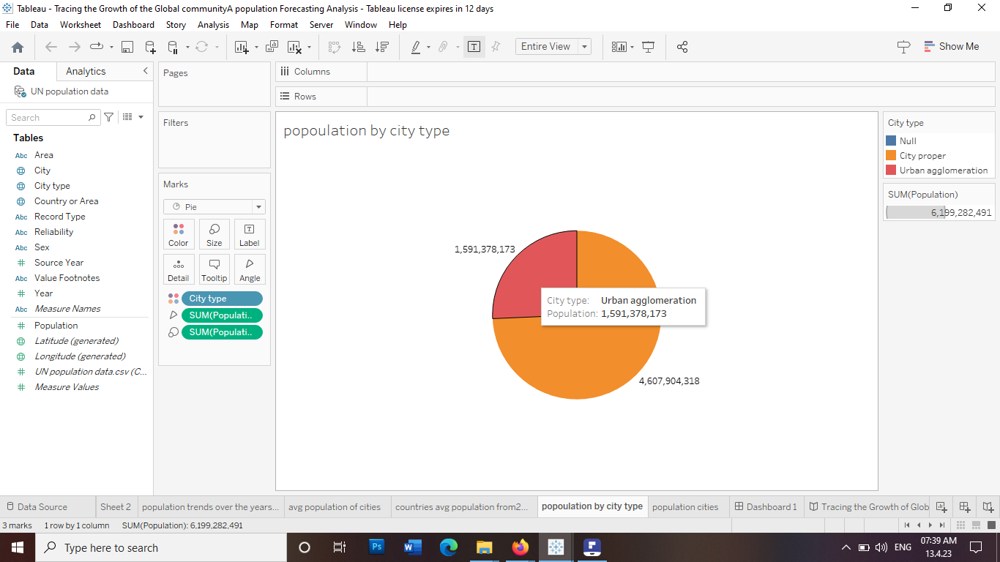 Tableau - Tracing the Growth of the Global communityA population Forecasting Analysis - Tableau license expires in 12 days
File Data Worksheet Dashboard Story Analysis Map Format Server Window Help
Entire View
Show Me
Data Analytics
UN population data
Search
Tables
Abc Area
City
City type
Country or Area
Abc Record Type
Abc Reliability
Abc Sex
Source Year
Abc Value Footnotes
Year
Abc Measure Names
Population
Latitude (generated)
Longitude (generated)
UN population data.csv (C...
Measure Values
Pages
Filters
Marks
Pie
Color Size Label
Detail Tooltip Angle
City type
SUM(Populati..
SUM(Populati..
Columns
Rows
popoulation by city type
1,591,378,173
City type: Urban agglomeration
Population: 1,591,378,173
4,607,904,318
City type
Null
City proper
Urban agglomeration
SUM(Population)
6,199,282,491
Data Source Sheet 2 population trends over the years... avg population of cities countries avg population from2... popoulation by city type population cities Dashboard 1 Tracing the Growth of Glob
3 marks 1 row by 1 column SUM(Population): 6,199,282,491
Type here to search
Ps
W
ENG
07:39 AM
13.4.23